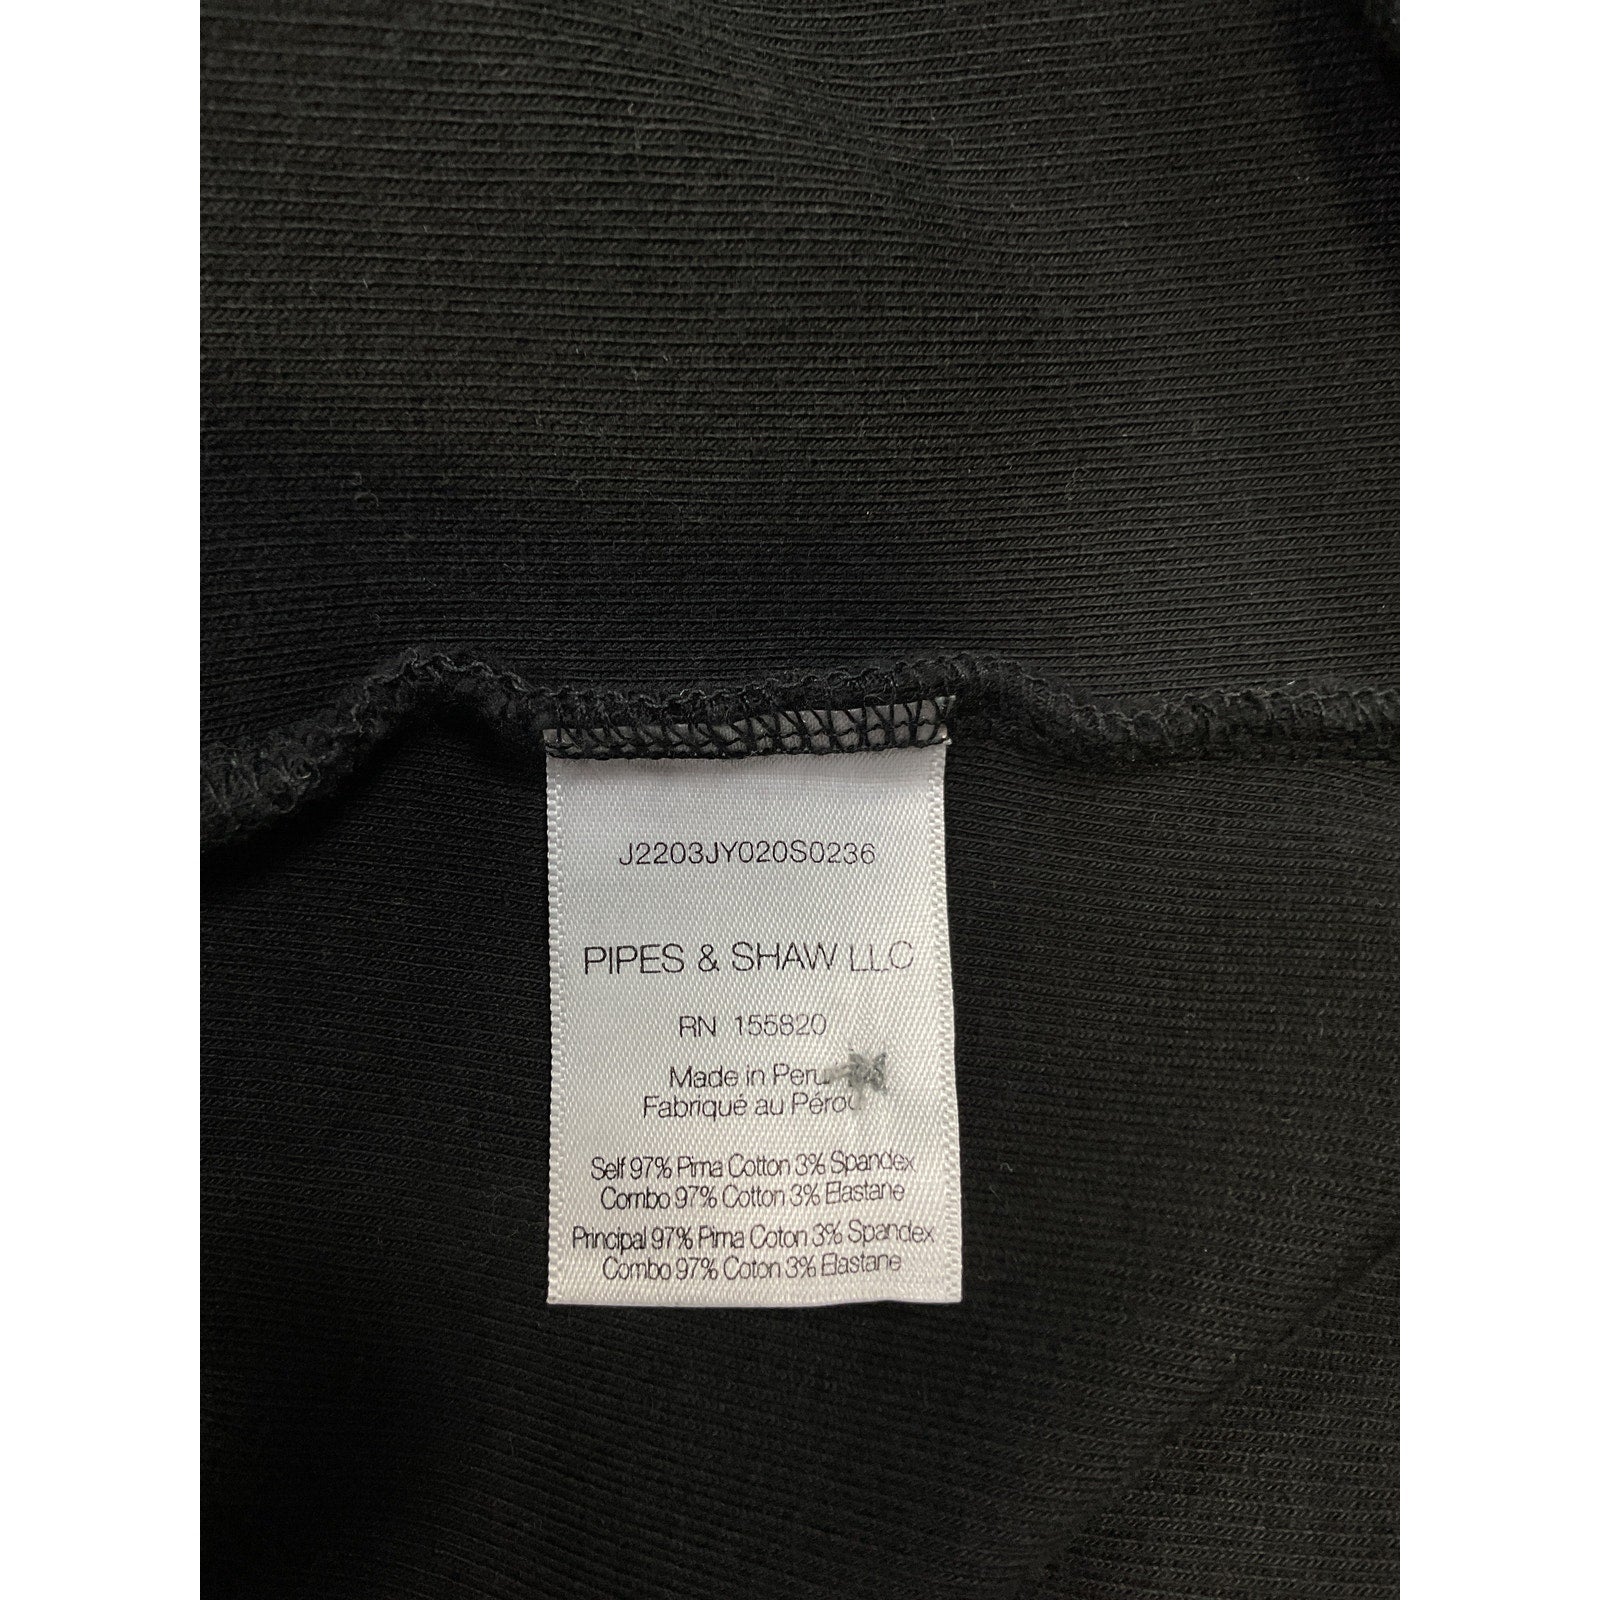 J2203JY020S0236
PIPES & SHAW LLC
RN 155820
Made in Peru
Fabriqué au Pérou
Self 97% Pima Cotton 3% Spandex
Combo 97% Cotton 3% Elastane
Principal 97% Pima Coton 3% Spandex
Combo 97% Coton 3% Elastane